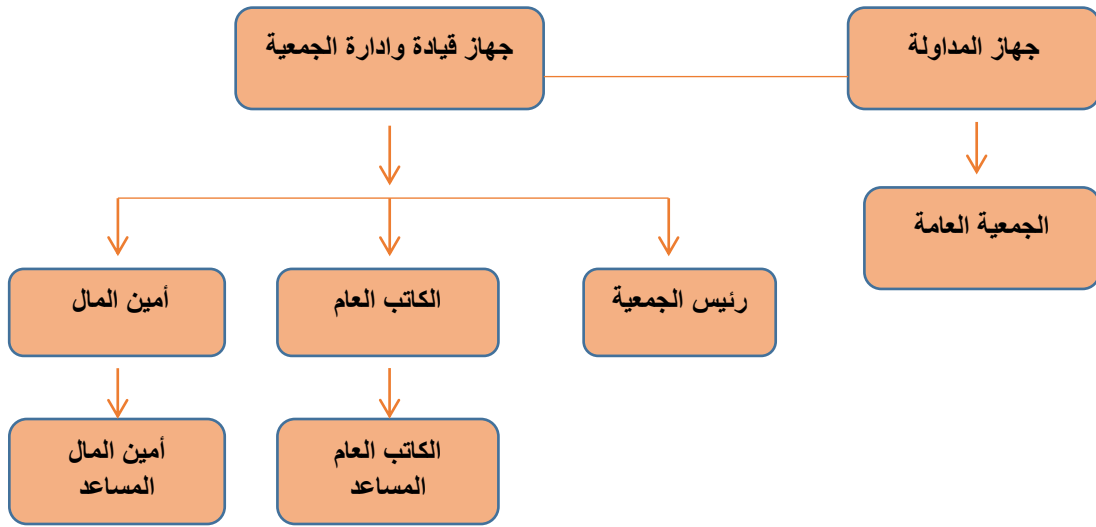 جهاز المداولة
جهاز قيادة وادارة الجمعية
الجمعية العامة
رئيس الجمعية
الكاتب العام
أمين المال
الكاتب العام
المساعد
أمين المال
المساعد